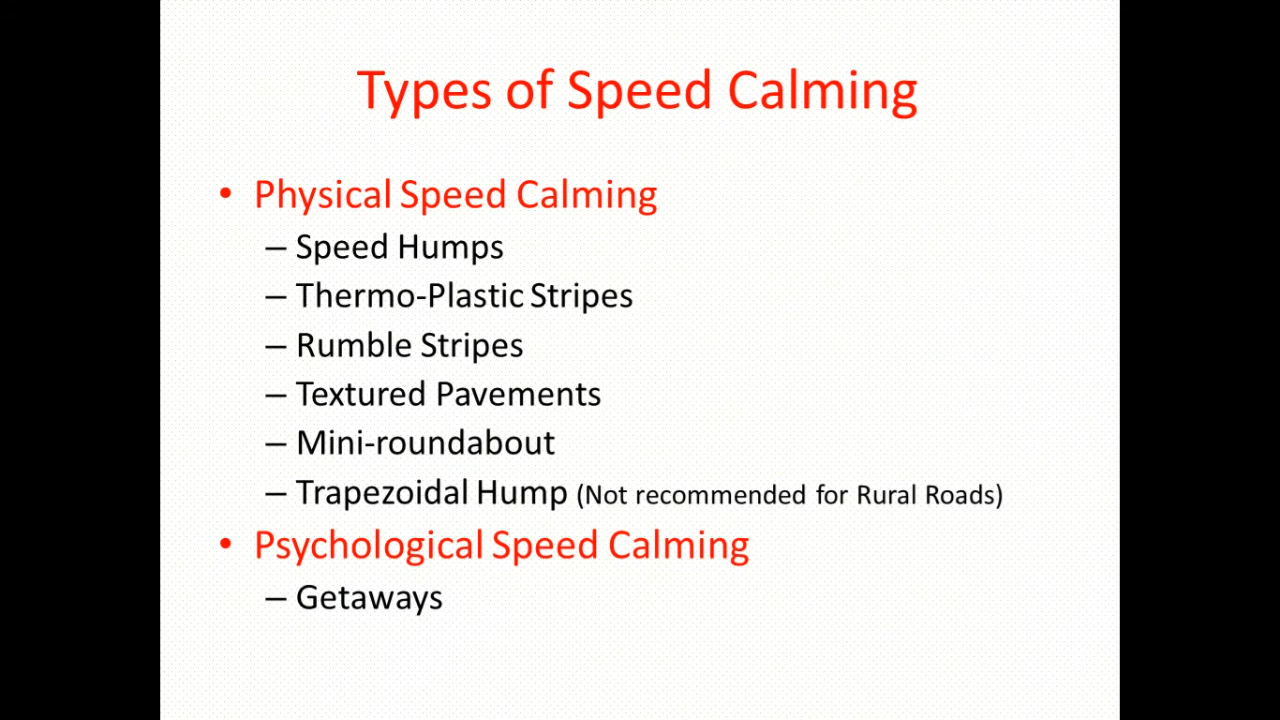 Types of Speed Calming
• Physical Speed Calming
– Speed Humps
– Thermo-Plastic Stripes
– Rumble Stripes
– Textured Pavements
– Mini-roundabout
– Trapezoidal Hump (Not recommended for Rural Roads)
• Psychological Speed Calming
– Getaways